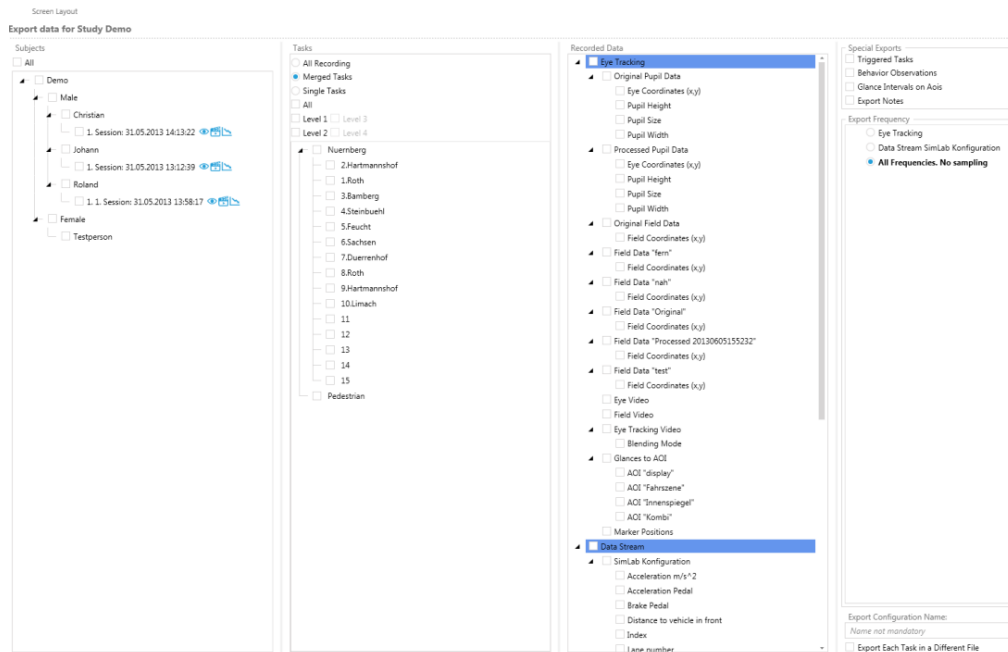 Screen Layout
Export data for Study Demo
Subjects
All
Demo
Male
Christian
1. Session: 31.05.2013 14:13:22
Johann
1. Session: 31.05.2013 13:12:39
Roland
1. 1. Session: 31.05.2013 13:58:17
Female
Testperson
Tasks
All Recording
Merged Tasks
Single Tasks
All
Level 1 Level 3
Level 2 Level 4
Nuernberg
2.Hartmannshof
1.Roth
3.Bamberg
4.Steinbuehl
5.Feucht
6.Sachsen
7.Duerrenhof
8.Roth
9.Hartmannshof
10.Limach
11
12
13
14
15
Pedestrian
Recorded Data
Eye Tracking
Original Pupil Data
Eye Coordinates (x,y)
Pupil Height
Pupil Size
Pupil Width
Processed Pupil Data
Eye Coordinates (x,y)
Pupil Height
Pupil Size
Pupil Width
Original Field Data
Field Coordinates (x,y)
Field Data "fern"
Field Coordinates (x,y)
Field Data "nah"
Field Coordinates (x,y)
Field Data "Original"
Field Coordinates (x,y)
Field Data "Processed 20130605155232"
Field Coordinates (x,y)
Field Data "test"
Field Coordinates (x,y)
Eye Video
Field Video
Eye Tracking Video
Blending Mode
Glances to AOI
AOI "display"
AOI "Fahrszene"
AOI "Innenspiegel"
AOI "Kombi"
Marker Positions
Data Stream
SimLab Konfiguration
Acceleration m/s^2
Acceleration Pedal
Brake Pedal
Distance to vehicle in front
Index
Lane number
Special Exports
Triggered Tasks
Behavior Observations
Glance Intervals on Aois
Export Notes
Export Frequency
Eye Tracking
Data Stream SimLab Konfiguration
All Frequencies. No sampling
Export Configuration Name:
Name not mandatory
Export Each Task in a Different File